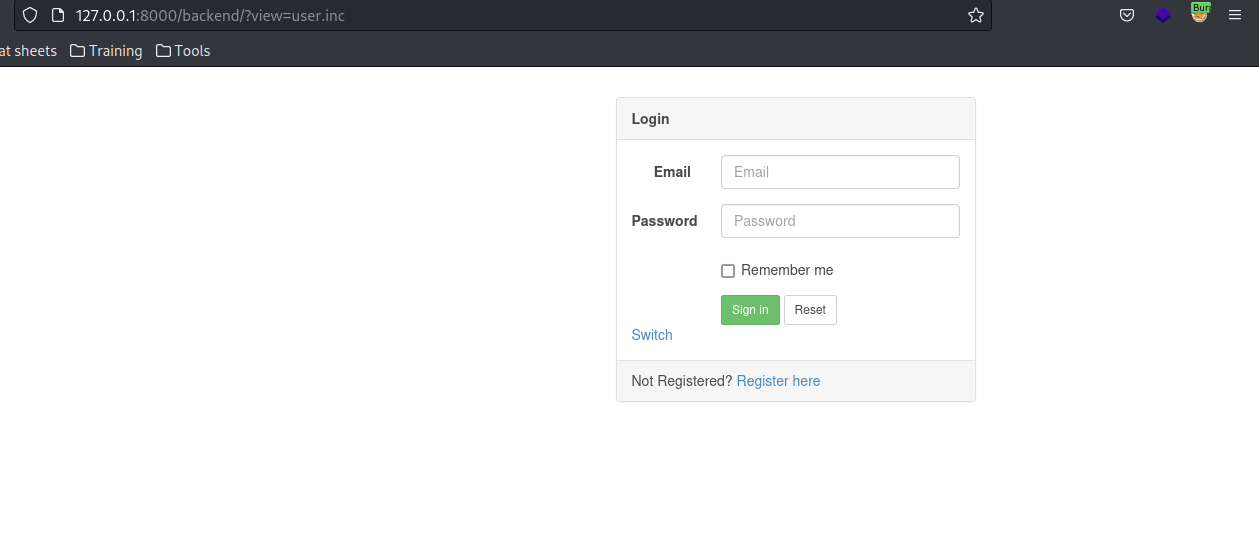 Burp
127.0.0.1:8000/backend/?view=user.inc
at sheets Training Tools
Login
Email Email
Password Password
Remember me
Sign in Reset
Switch
Not Registered? Register here